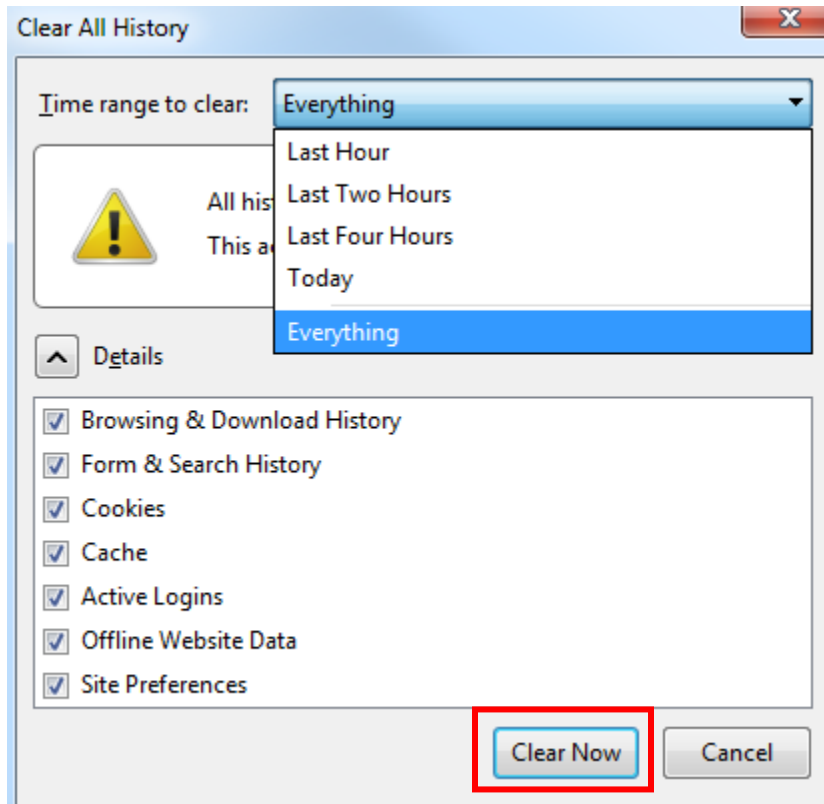 Clear All History
Time range to clear: Everything
Last Hour
Last Two Hours
Last Four Hours
Today
Everything
All his
This a
Details
Browsing & Download History
Form & Search History
Cookies
Cache
Active Logins
Offline Website Data
Site Preferences
Clear Now Cancel